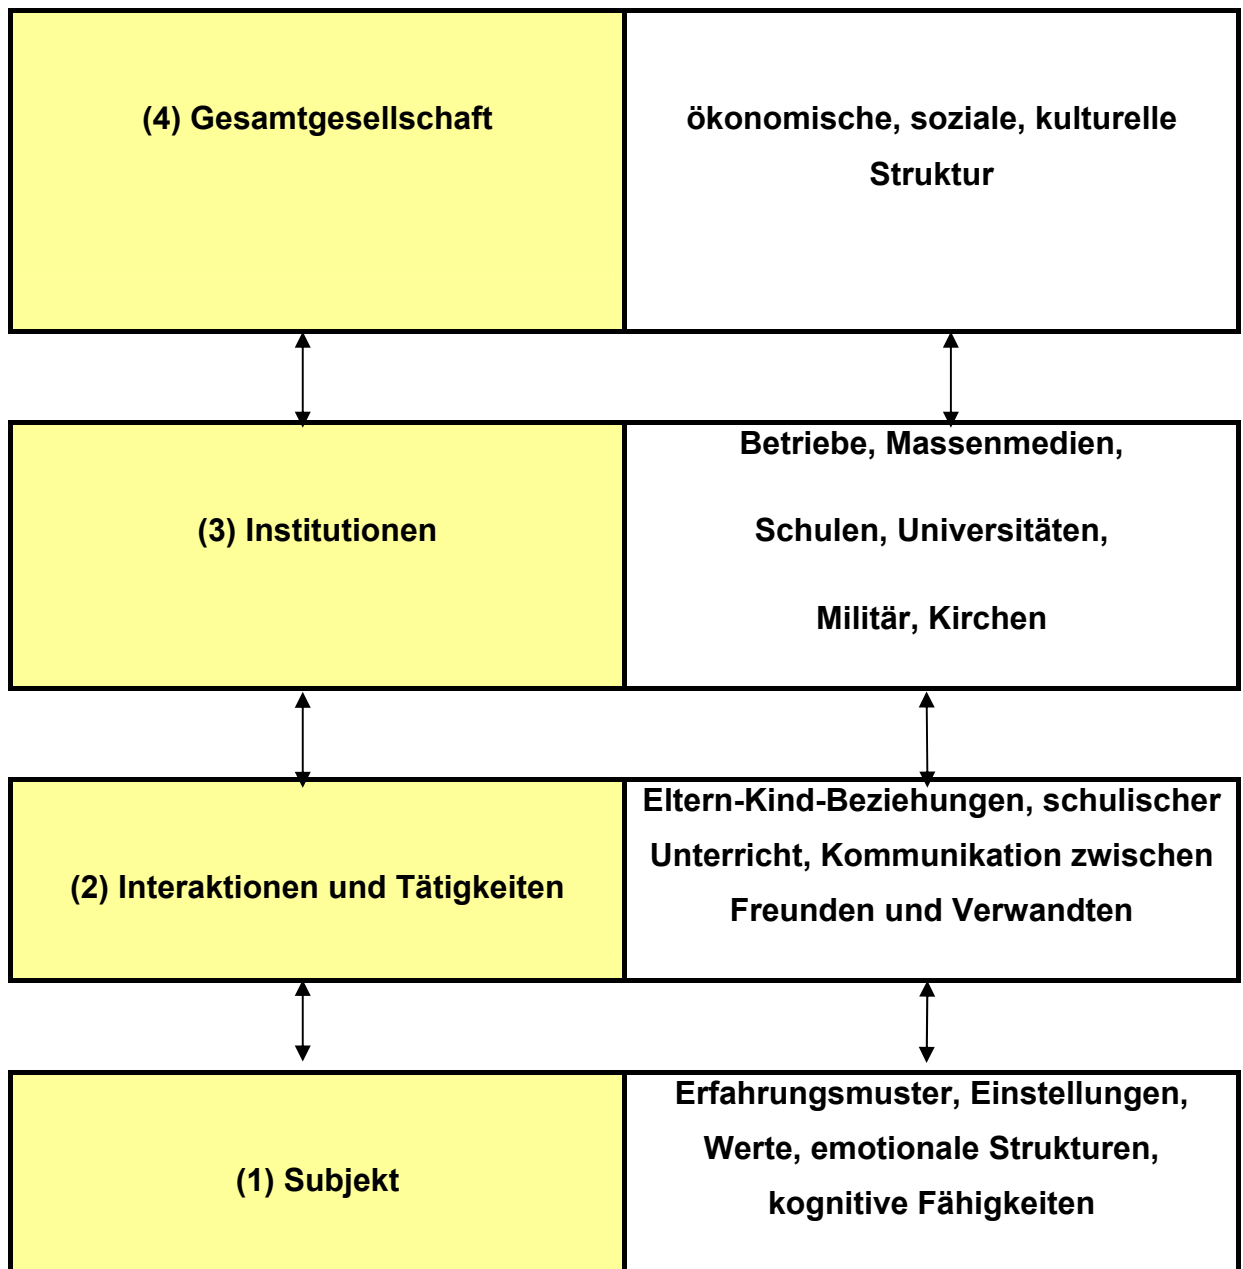 (4) Gesamtgesellschaft
ökonomische, soziale, kulturelle
Struktur
(3) Institutionen
Betriebe, Massenmedien,
Schulen, Universitäten,
Militär, Kirchen
(2) Interaktionen und Tätigkeiten
Eltern-Kind-Beziehungen, schulischer
Unterricht, Kommunikation zwischen
Freunden und Verwandten
(1) Subjekt
Erfahrungsmuster, Einstellungen,
Werte, emotionale Strukturen,
kognitive Fähigkeiten